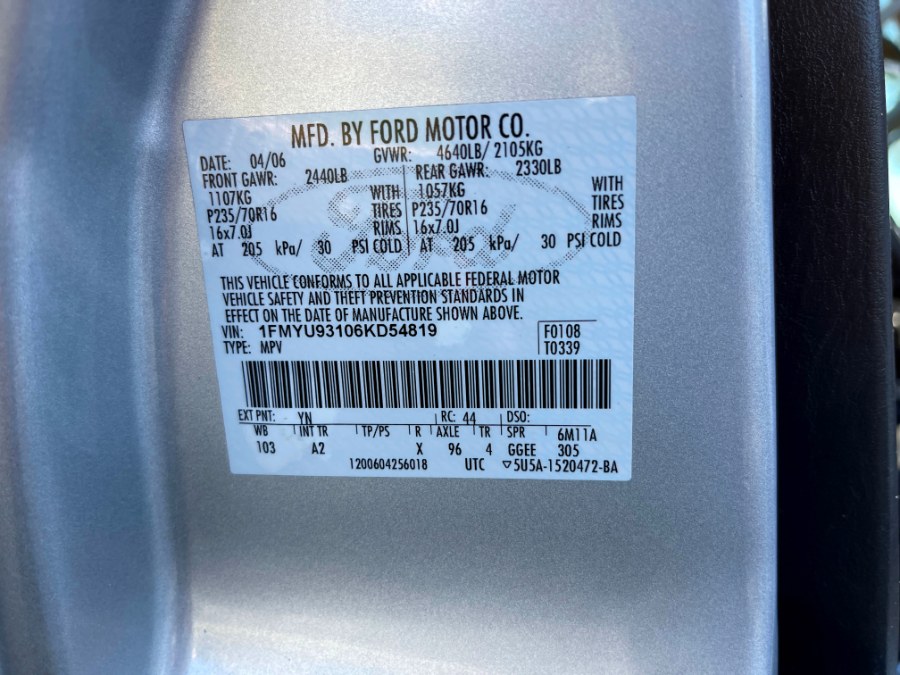 MFD. BY FORD MOTOR CO.
DATE: 04/06 GVWR: 4640LB/ 2105KG
FRONT GAWR: 2440LB REAR GAWR: 2330LB
1107KG WITH 1057KG WITH
P235/70R16 TIRES P235/70R16 TIRES
16x7.0J RIMS 16x7.0J RIMS
AT 205 kPa/ 30 PSI COLD AT 205 kPa/ 30 PSI COLD
Ford
THIS VEHICLE CONFORMS TO ALL APPLICABLE FEDERAL MOTOR
VEHICLE SAFETY AND THEFT PREVENTION STANDARDS IN
EFFECT ON THE DATE OF MANUFACTURE SHOWN ABOVE.
VIN: 1FMYU93106KD54819 F0108
TYPE: MPV T0339
EXT PNT: YN RC: 44 DSO:
WB INT TR TP/PS R AXLE TR SPR 6M11A
103 A2 X 96 4 GGEE 305
1200604256018 UTC ▽5U5A-1520472-BA